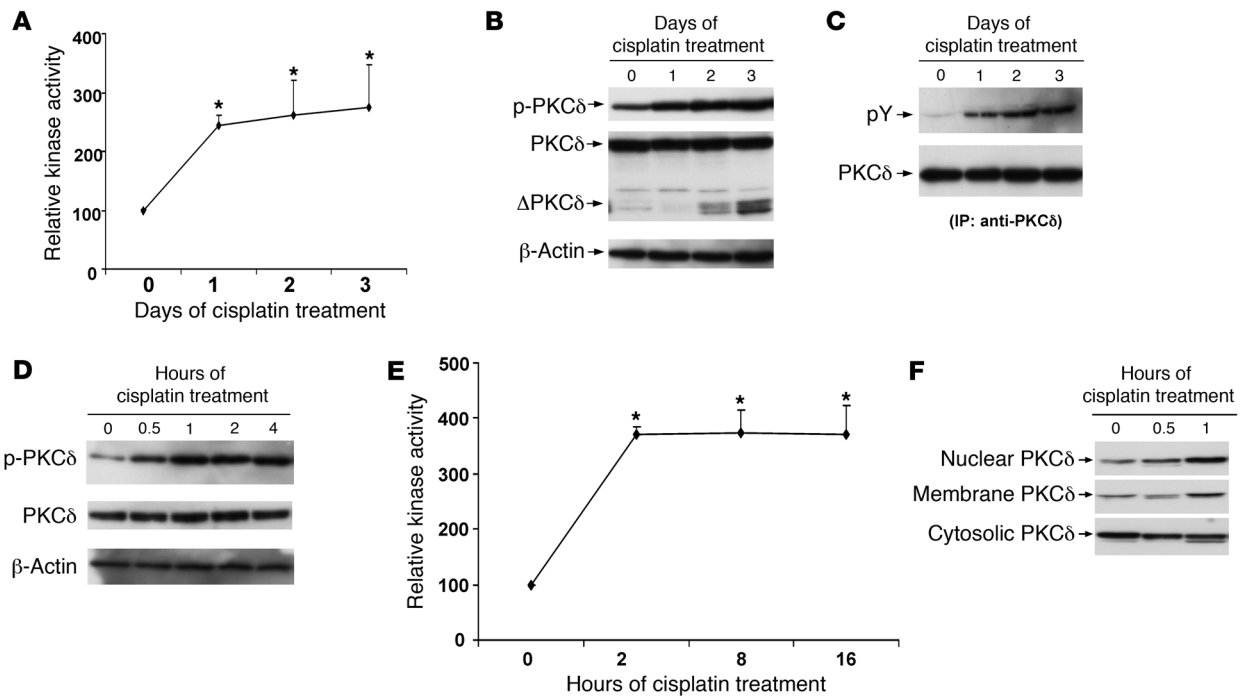 A
Relative kinase activity
400
300
200
100
0
0 1 2 3
Days of cisplatin treatment
B
Days of
cisplatin treatment
0 1 2 3
p-PKCδ
PKCδ
ΔPKCδ
β-Actin
C
Days of
cisplatin treatment
0 1 2 3
pY
PKCδ
(IP: anti-PKCδ)
D
Hours of
cisplatin treatment
0 0.5 1 2 4
p-PKCδ
PKCδ
β-Actin
E
Relative kinase activity
500
400
300
200
100
0
0 2 8 16
Hours of cisplatin treatment
* * *
F
Hours of
cisplatin treatment
0 0.5 1
Nuclear PKCδ
Membrane PKCδ
Cytosolic PKCδ